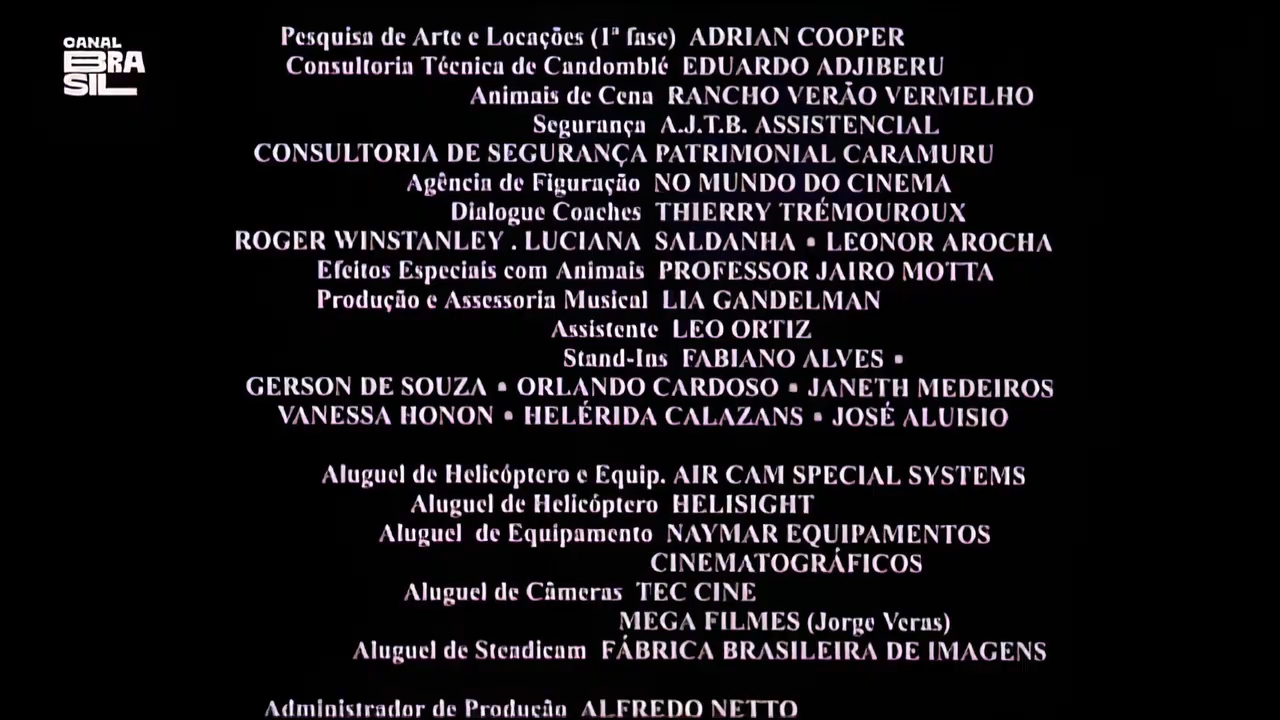 CANAL
BRA
SIL
Pesquisa de Arte e Locações (1ª fase) ADRIAN COOPER
Consultoria Técnica de Candomblé EDUARDO ADJIBERU
Animais de Cena RANCHO VERÃO VERMELHO
Segurança A.J.T.B. ASSISTENCIAL
CONSULTORIA DE SEGURANÇA PATRIMONIAL CARAMURU
Agência de Figuração NO MUNDO DO CINEMA
Dialogue Coaches THIERRY TRÉMOUROUX
ROGER WINSTANLEY . LUCIANA SALDANHA • LEONOR AROCHA
Efeitos Especiais com Animais PROFESSOR JAIRO MOTTA
Produção e Assessoria Musical LIA GANDELMAN
Assistente LEO ORTIZ
Stand-Ins FABIANO ALVES •
GERSON DE SOUZA • ORLANDO CARDOSO • JANETH MEDEIROS
VANESSA HONON • HELÉRIDA CALAZANS • JOSÉ ALUISIO
Aluguel de Helicóptero e Equip. AIR CAM SPECIAL SYSTEMS
Aluguel de Helicóptero HELISIGHT
Aluguel de Equipamento NAYMAR EQUIPAMENTOS
CINEMATOGRÁFICOS
Aluguel de Câmeras TEC CINE
MEGA FILMES (Jorge Veras)
Aluguel de Steadicam FÁBRICA BRASILEIRA DE IMAGENS
Administrador de Produção ALFREDO NETTO